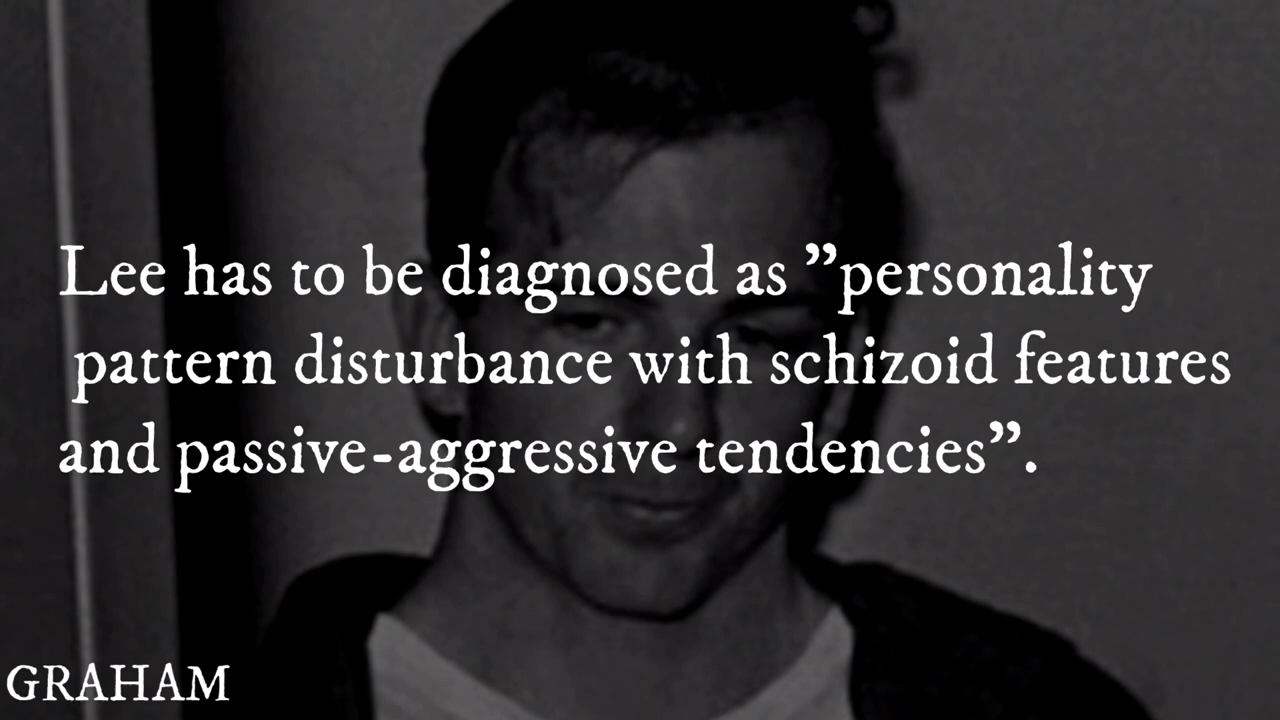 Lee has to be diagnosed as ”personality
pattern disturbance with schizoid features
and passive-aggressive tendencies”.
GRAHAM